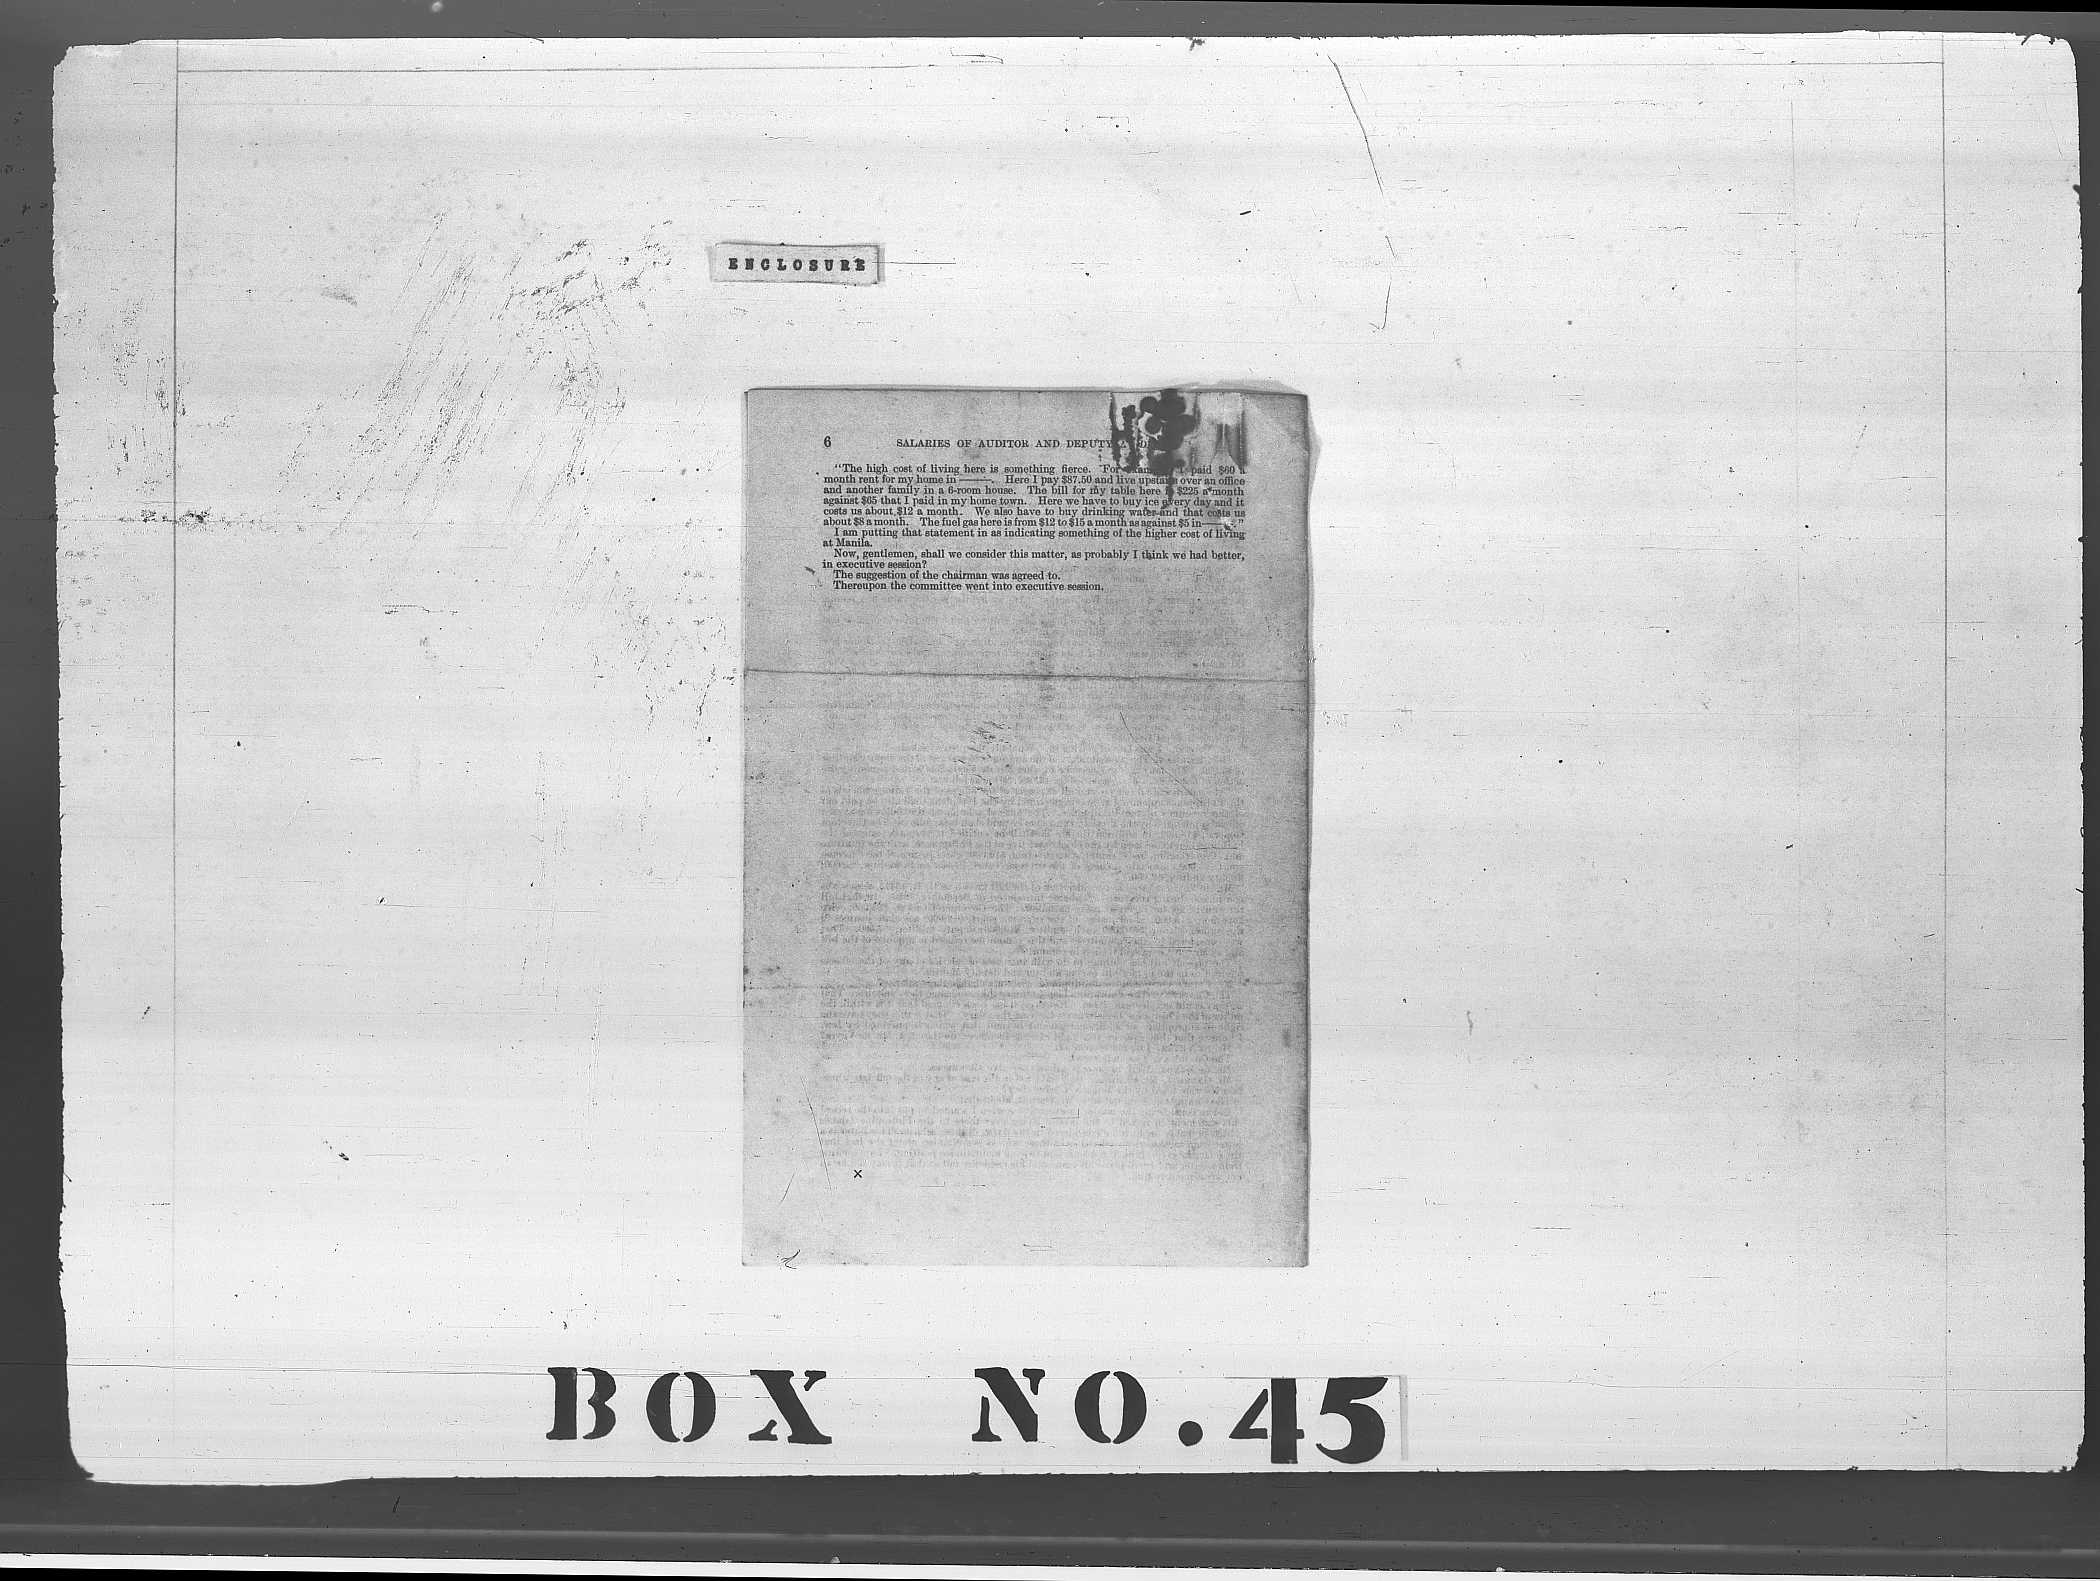 ENCLOSURE
6 SALARIES OF AUDITOR AND DEPUTY
"The high cost of living here is something fierce. For I paid $60 a
month rent for my home in ———. Here I pay $87.50 and live upstairs over an office
and another family in a 6-room house. The bill for my table here is $225 a month
against $65 that I paid in my home town. Here we have to buy ice every day and it
costs us about $12 a month. We also have to buy drinking water and that costs us
about $8 a month. The fuel gas here is from $12 to $15 a month as against $5 in ———."
I am putting that statement in as indicating something of the higher cost of living
at Manila.
Now, gentlemen, shall we consider this matter, as probably I think we had better,
in executive session?
The suggestion of the chairman was agreed to.
Thereupon the committee went into executive session.
x
BOX NO. 45